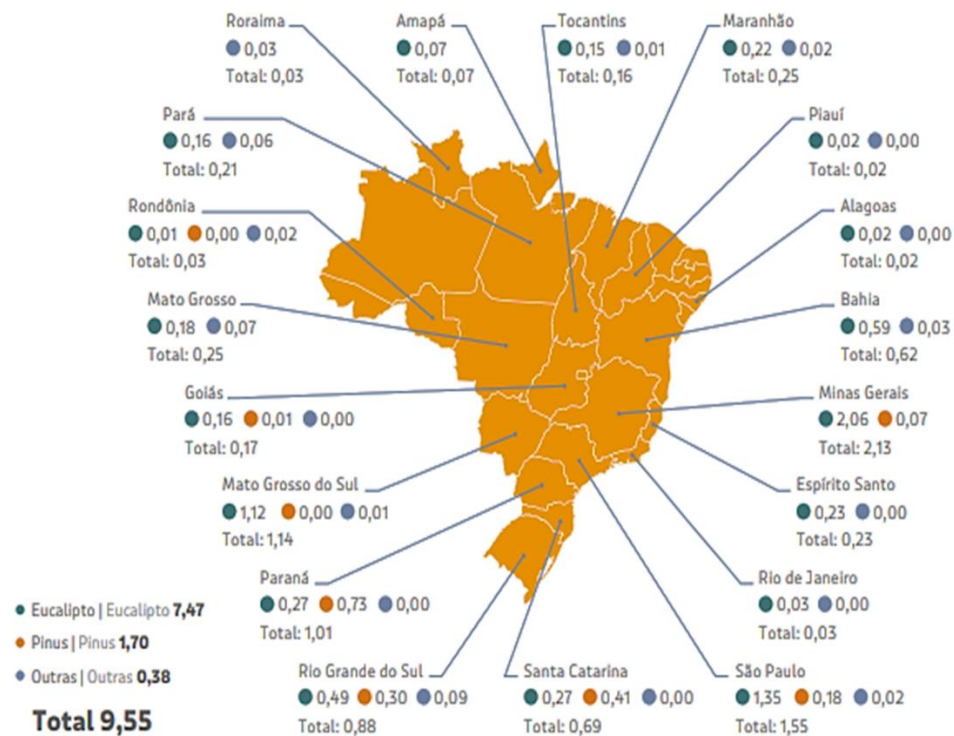 Roraima
0,03
Total: 0,03
Amapá
0,07
Total: 0,07
Tocantins
0,15 0,01
Total: 0,16
Maranhão
0,22 0,02
Total: 0,25
Pará
0,16 0,06
Total: 0,21
Piauí
0,02 0,00
Total: 0,02
Rondônia
0,01 0,00 0,02
Total: 0,03
Alagoas
0,02 0,00
Total: 0,02
Mato Grosso
0,18 0,07
Total: 0,25
Bahia
0,59 0,03
Total: 0,62
Goiás
0,16 0,01 0,00
Total: 0,17
Minas Gerais
2,06 0,07
Total: 2,13
Mato Grosso do Sul
1,12 0,00 0,01
Total: 1,14
Espírito Santo
0,23 0,00
Total: 0,23
Paraná
0,27 0,73 0,00
Total: 1,01
Rio de Janeiro
0,03 0,00
Total: 0,03
Rio Grande do Sul
0,49 0,30 0,09
Total: 0,88
Santa Catarina
0,27 0,41 0,00
Total: 0,69
São Paulo
1,35 0,18 0,02
Total: 1,55
Eucalipto | Eucalipto 7,47
Pinus | Pinus 1,70
Outras | Outras 0,38
Total 9,55